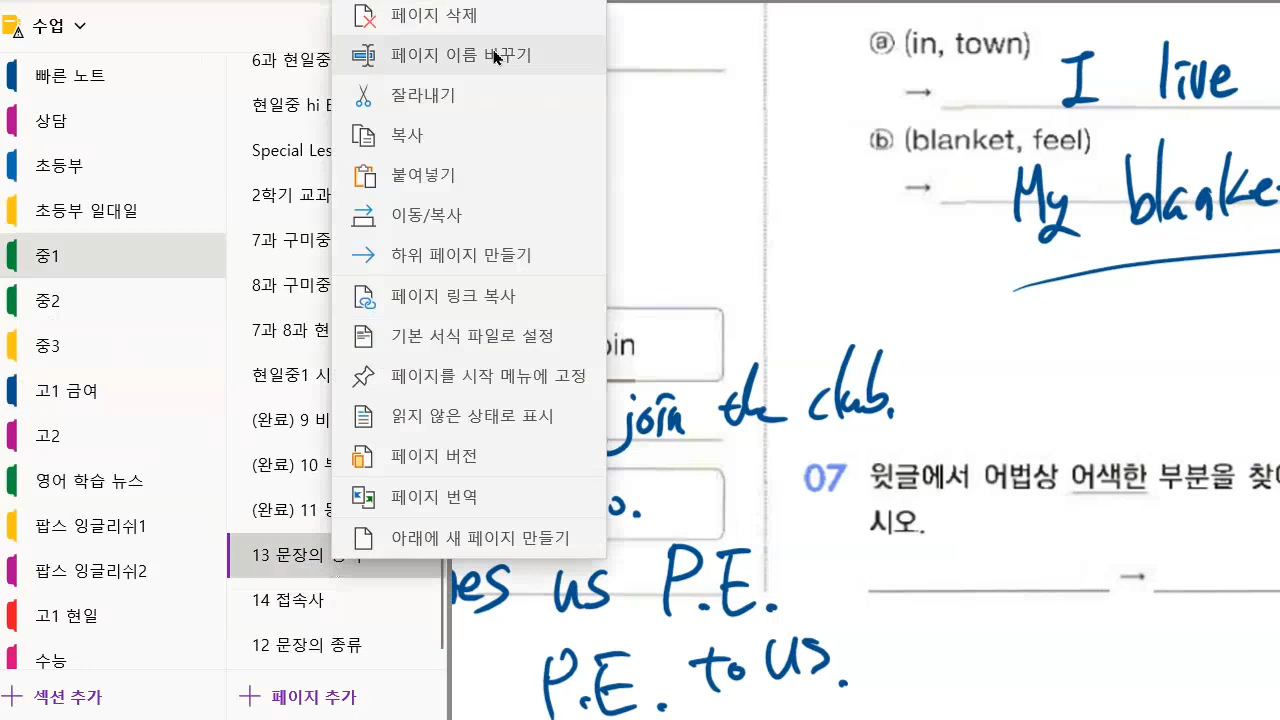 수업
빠른 노트
상담
초등부
초등부 일대일
중1
중2
중3
고1 금여
고2
영어 학습 뉴스
팝스 잉글리쉬1
팝스 잉글리쉬2
고1 현일
수능
섹션 추가
6과 현일중
현일중 hi
Special Les
2학기 교과
7과 구미중
8과 구미중
7과 8과 현
현일중1 시
(완료) 9 비
(완료) 10
(완료) 11
13 문장의
14 접속사
12 문장의 종류
페이지 추가
페이지 삭제
페이지 이름 바꾸기
잘라내기
복사
붙여넣기
이동/복사
하위 페이지 만들기
페이지 링크 복사
기본 서식 파일로 설정
페이지를 시작 메뉴에 고정
읽지 않은 상태로 표시
페이지 버전
페이지 번역
아래에 새 페이지 만들기
oin
join the club.
o.
es us P.E.
P.E. to us.
ⓐ (in, town)
→ I live
ⓑ (blanket, feel)
→ My blanke
07 윗글에서 어법상 어색한 부분을 찾
시오.
→